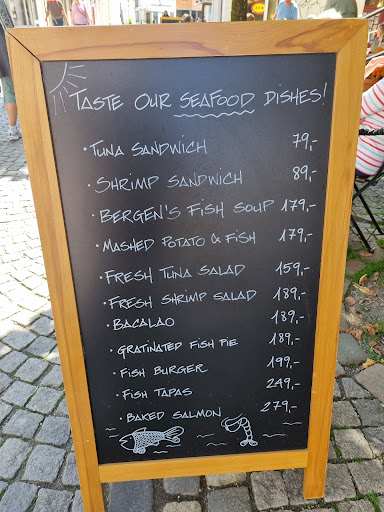 TASTE OUR SEAFOOD DISHES!
· TUNA SANDWICH 79,-
· SHRIMP SANDWICH 89,-
· BERGEN'S FISH SOUP 179,-
· MASHED POTATO & FISH 179,-
· FRESH TUNA SALAD 159,-
· FRESH SHRIMP SALAD 189,-
· BACALAO 189,-
· GRATINATED FISH PIE 189,-
· FISH BURGER 199,-
· FISH TAPAS 249,-
· BAKED SALMON 279,-